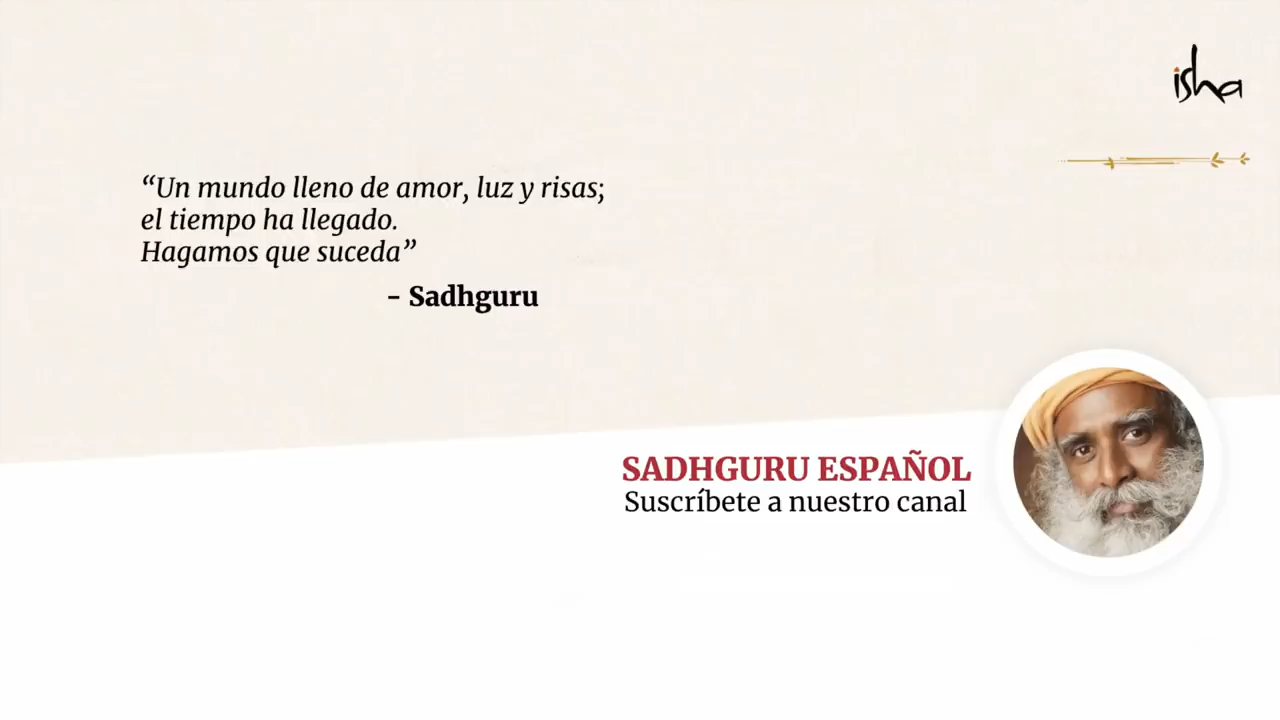 isha
“Un mundo lleno de amor, luz y risas;
el tiempo ha llegado.
Hagamos que suceda”
- Sadhguru
SADHGURU ESPAÑOL
Suscríbete a nuestro canal